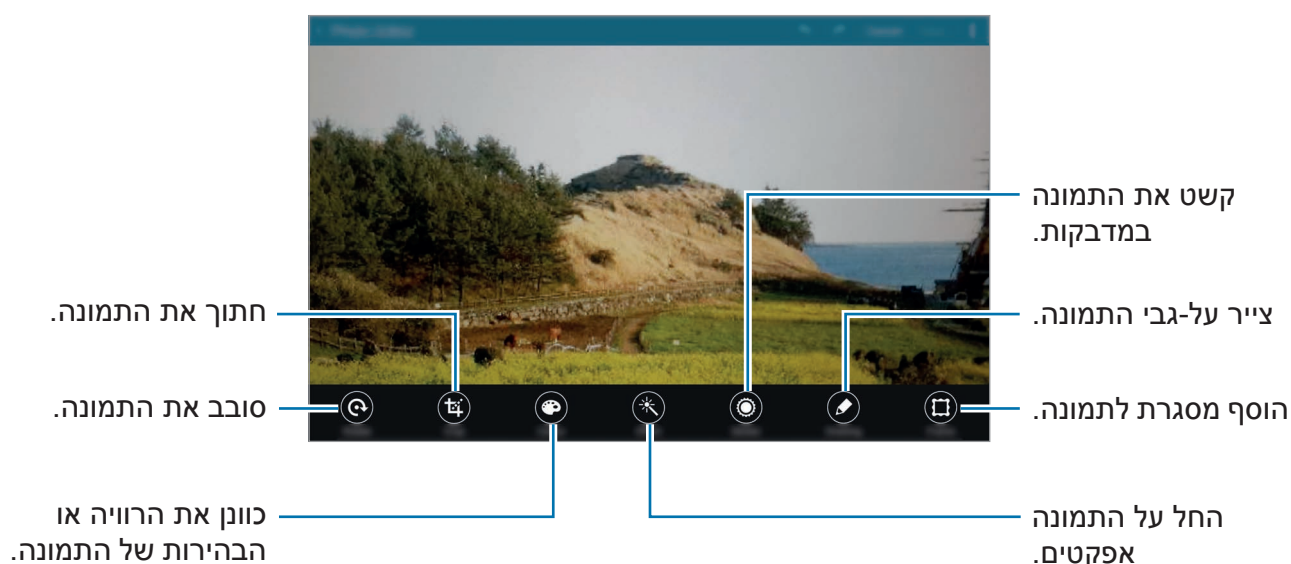 קשט את התמונה
במדבקות.
חתוך את התמונה.
צייר על-גבי התמונה.
סובב את התמונה.
הוסף מסגרת לתמונה.
כוונן את הרוויה או
הבהירות של התמונה.
החל על התמונה
אפקטים.